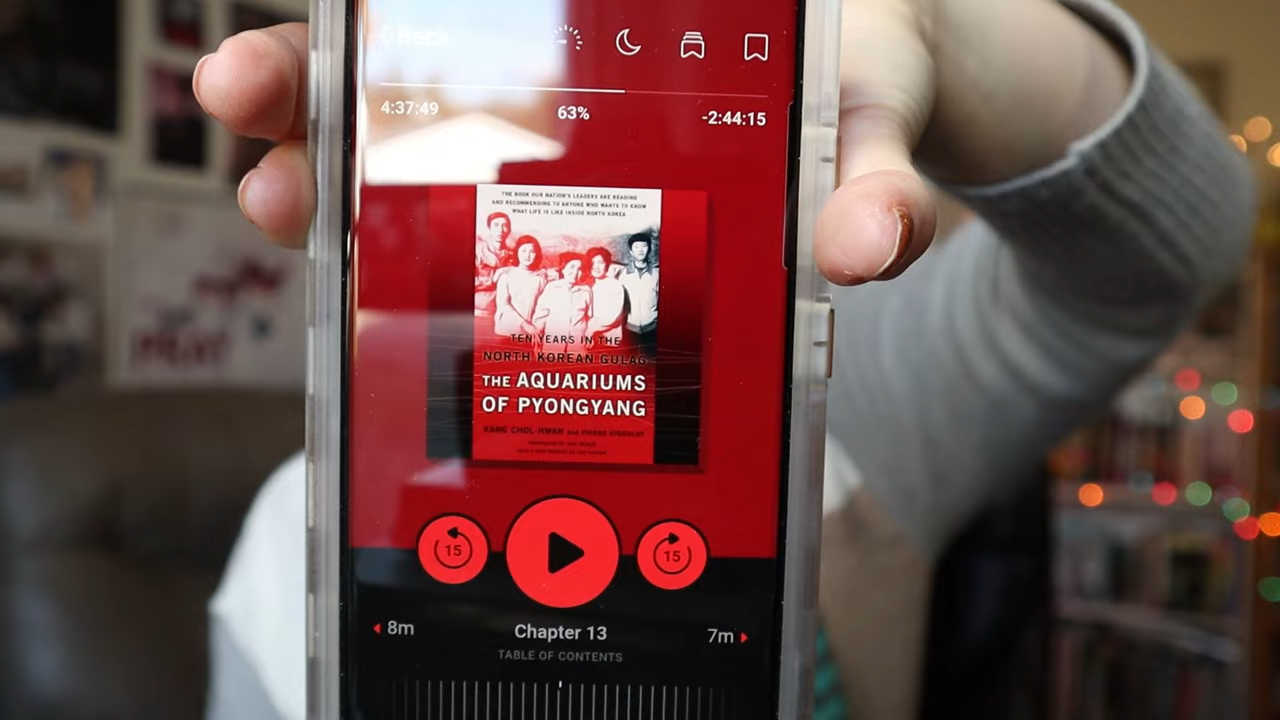 Back
4:37:49
63%
-2:44:15
THE BOOK OUR NATION'S LEADERS ARE READING
AND RECOMMENDING TO ANYONE WHO WANTS TO KNOW
WHAT LIFE IS LIKE INSIDE NORTH KOREA
TEN YEARS IN THE
NORTH KOREAN GULAG
THE AQUARIUMS
OF PYONGYANG
KANG CHOL-HWAN AND PIERRE RIGOULOT
15
15
8m
Chapter 13
7m
TABLE OF CONTENTS